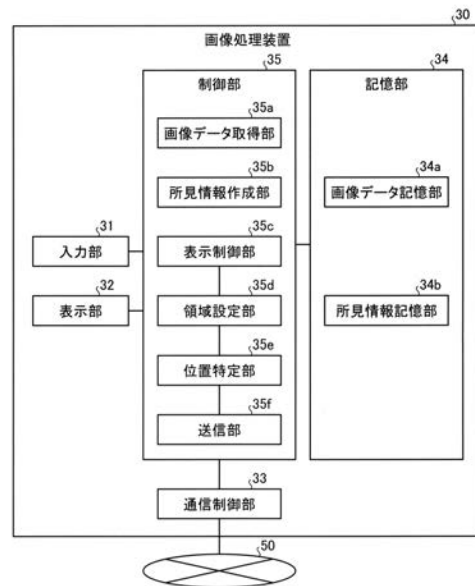 30
画像処理装置
35
制御部
34
記憶部
35a
画像データ取得部
35b
所見情報作成部
34a
画像データ記憶部
31
入力部
35c
表示制御部
32
表示部
35d
領域設定部
34b
所見情報記憶部
35e
位置特定部
35f
送信部
33
通信制御部
50